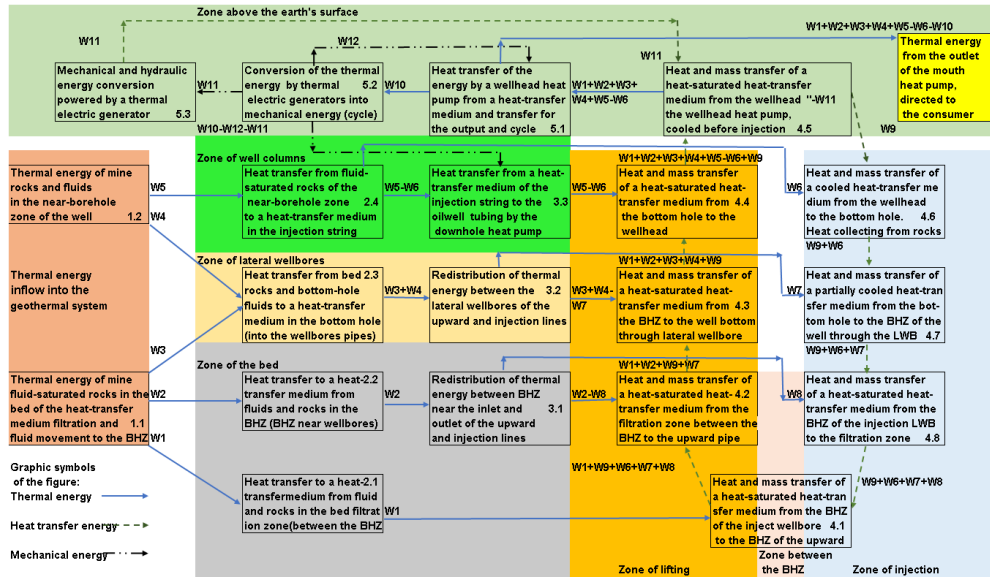 Zone above the earth's surface
W1+W2+W3+W4+W5-W6-W10
W11
W12
W11
Mechanical and hydraulic
energy conversion
powered by a thermal
electric generator 5.3
W11
Conversion of the thermal
energy by thermal 5.2
electric generators into
mechanical energy (cycle)
W10
Heat transfer of the
energy by a wellhead heat
pump from a heat-transfer
medium and transfer for
the output and cycle 5.1
W1+W2+W3+
W4+W5-W6
Heat and mass transfer of a
heat-saturated heat-transfer
medium from the wellhead "-W11
the wellhead heat pump,
cooled before injection 4.5
Thermal energy
from the outlet
of the mouth
heat pump,
directed to
the consumer
W9
W10-W12-W11
Zone of well columns
W1+W2+W3+W4+W5-W6+W9
Thermal energy of mine
rocks and fluids
in the near-borehole
zone of the well 1.2
W5
W4
Heat transfer from fluid-
saturated rocks of the
near-borehole zone 2.4
to a heat-transfer medium
in the injection string
W5-W6
Heat transfer from a heat-
transfer medium of the
injection string to the 3.3
oilwell tubing by the
downhole heat pump
W5-W6
Heat and mass transfer
of a heat-saturated heat-
transfer medium from 4.4
the bottom hole to the
wellhead
W6
Heat and mass transfer of
a cooled heat-transfer me
dium from the wellhead
to the bottom hole. 4.6
Heat collecting from rocks
W9+W6
Thermal energy
inflow into the
geothermal system
Zone of lateral wellbores
W1+W2+W3+W4+W9
Heat transfer from bed 2.3
rocks and bottom-hole
fluids to a heat-transfer
medium in the bottom hole
(into the wellbores pipes)
W3+W4
Redistribution of thermal
energy between the 3.2
lateral wellbores of the
upward and injection lines
W3+W4-
W7
Heat and mass transfer of
a heat-saturated heat-
transfer medium from 4.3
the BHZ to the well bottom
through lateral wellbore
W7
Heat and mass transfer of
a partially cooled heat-tran
sfer medium from the bot-
tom hole to the BHZ of the
well through the LWB 4.7
W9+W6+W7
W3
Zone of the bed
W1+W2+W9+W7
Thermal energy of mine
fluid-saturated rocks in the
bed of the heat-transfer
medium filtration and 1.1
fluid movement to the BHZ
W2
W1
Heat transfer to a heat-2.2
transfer medium from
fluids and rocks in the
BHZ (BHZ near wellbores)
W2
Redistribution of thermal
energy between BHZ
near the inlet and 3.1
outlet of the upward
and injection lines
W2-W8
Heat and mass transfer of
a heat-saturated heat-4.2
transfer medium from the
filtration zone between the
BHZ to the upward pipe
W8
Heat and mass transfer
of a heat-saturated heat-
transfer medium from the
BHZ of the injection LWB
to the filtration zone 4.8
W1+W9+W6+W7+W8
W9+W6+W7+W8
Graphic symbols
of the figure:
Thermal energy
Heat transfer energy
Mechanical energy
Heat transfer to a heat-2.1
transfermedium from fluid
and rocks in the bed filtrat
ion zone(between the BHZ
W1
Heat and mass transfer of
a heat-saturated heat-tran
sfer medium from the BHZ
of the inject wellbore 4.1
to the BHZ of the upward
Zone of lifting
Zone between
the BHZ
Zone of injection